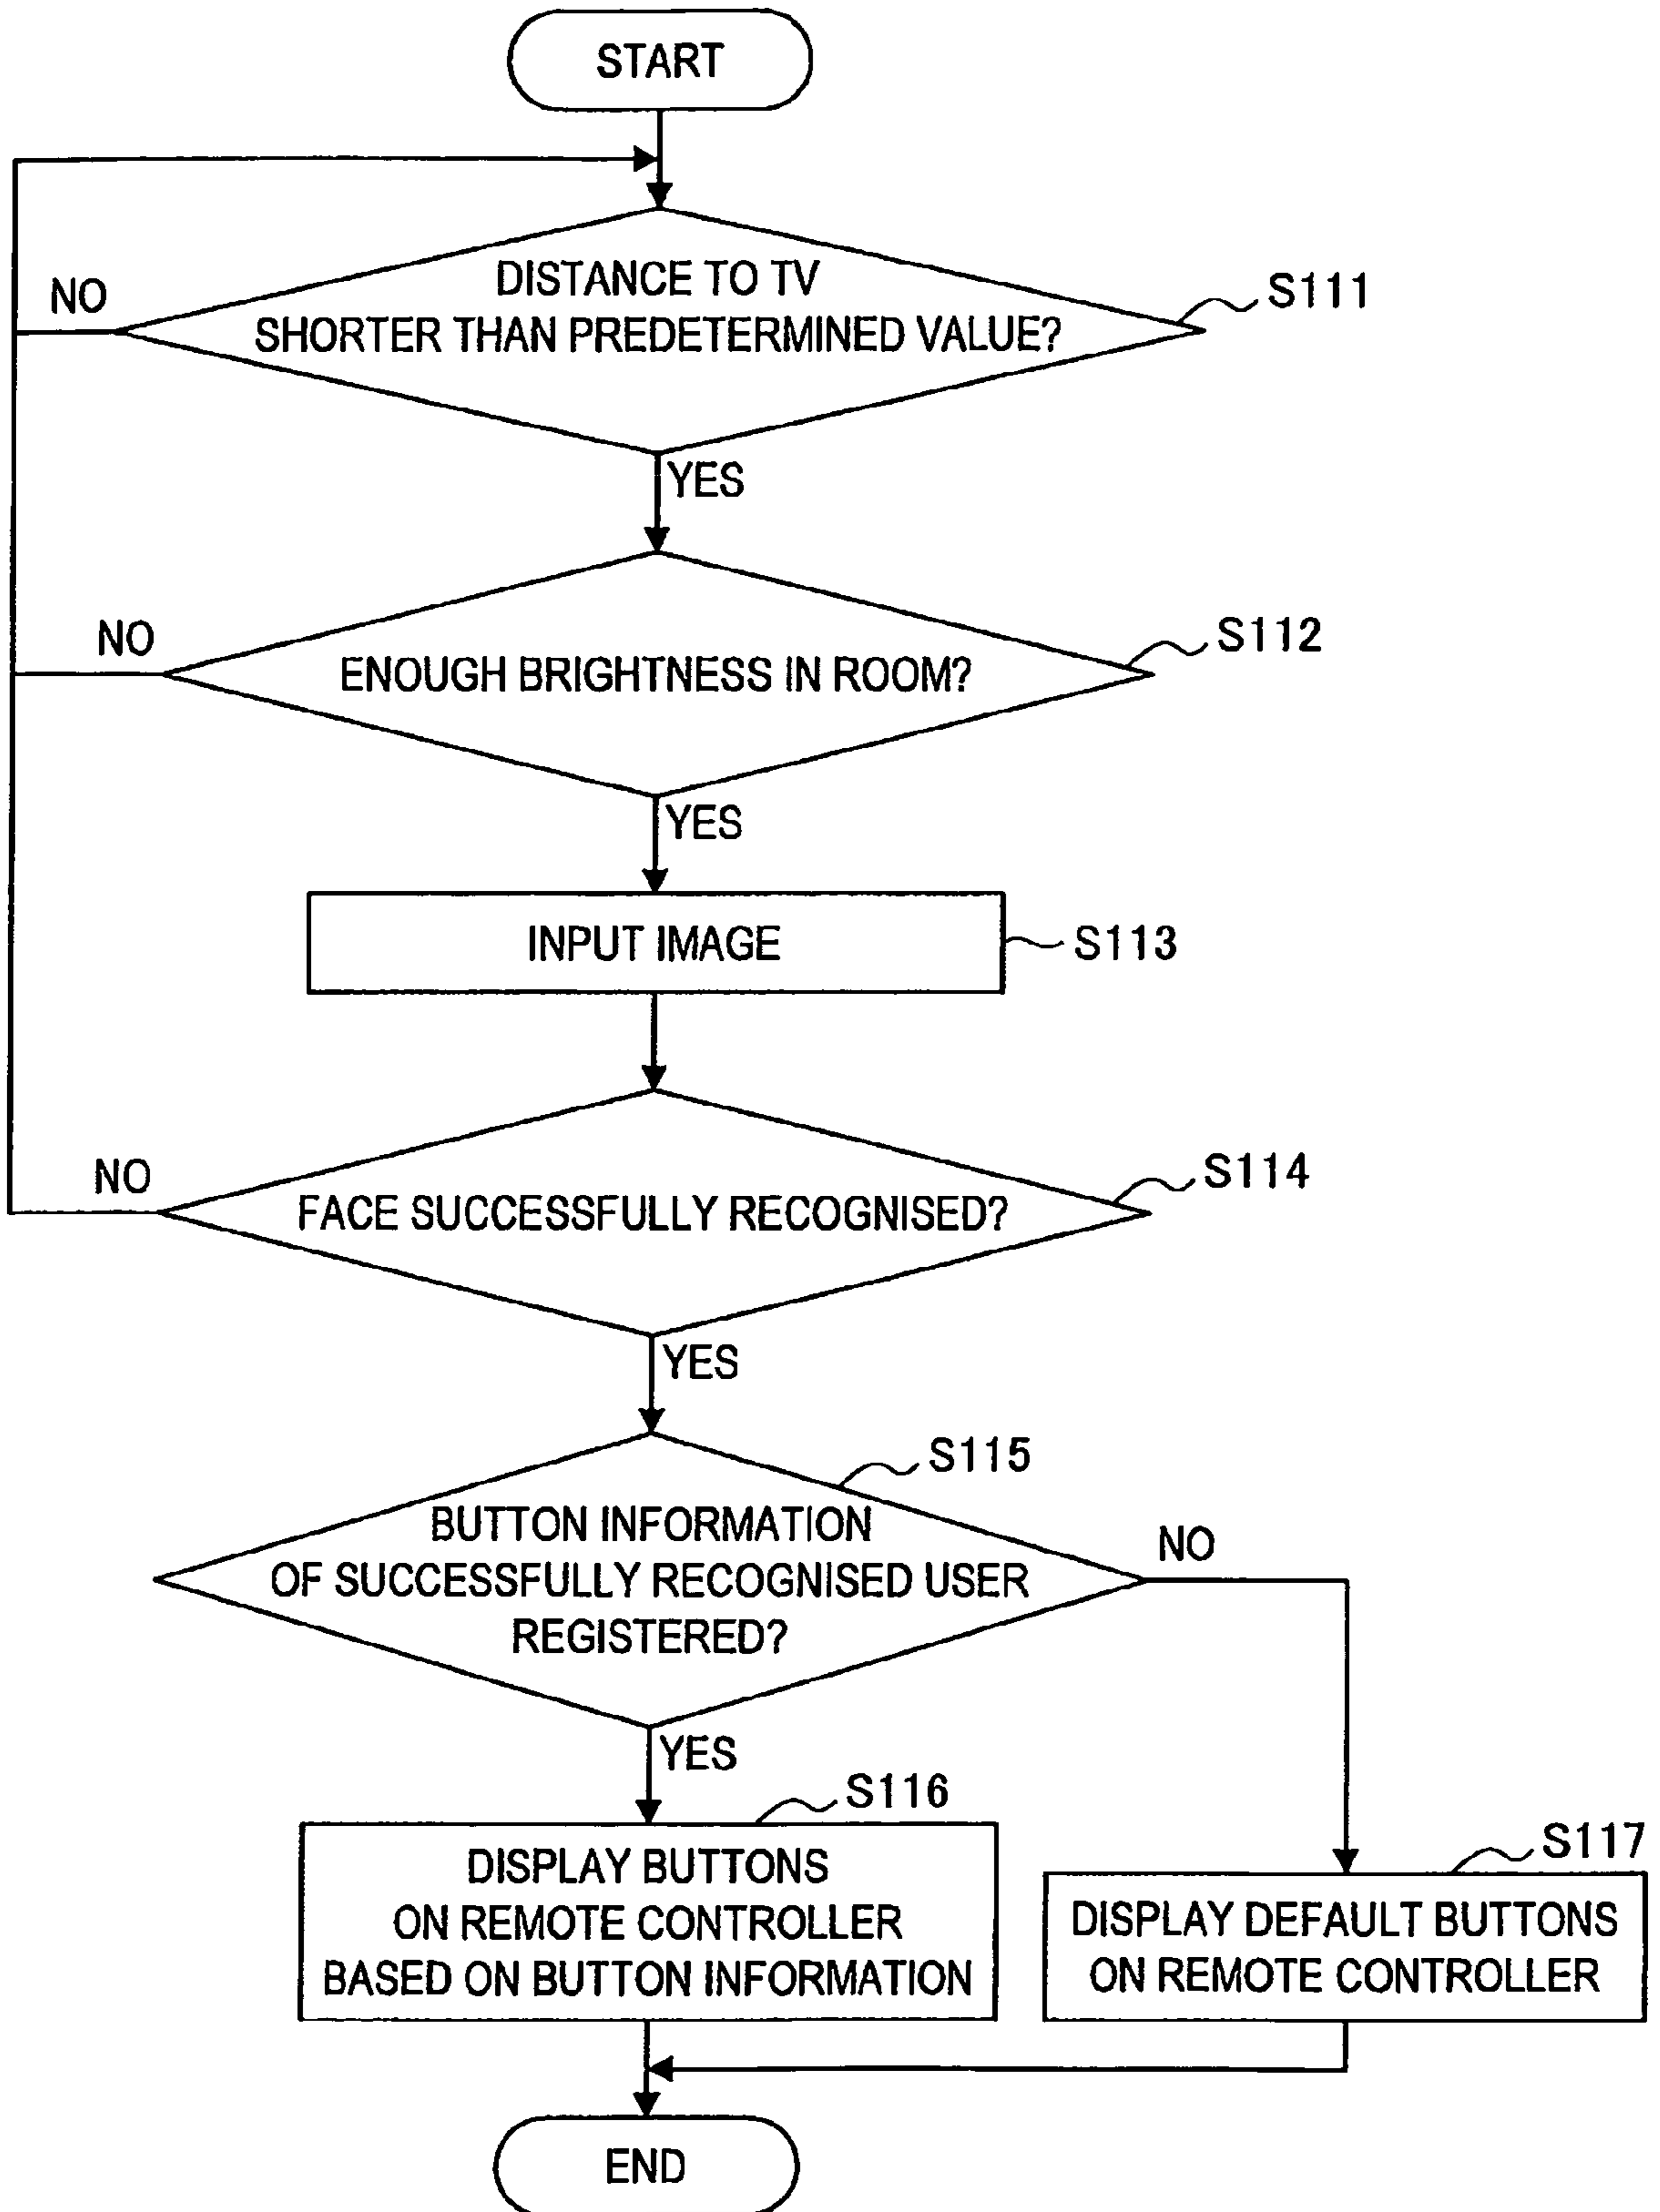 START
DISTANCE TO TV
SHORTER THAN PREDETERMINED VALUE?
NO
S111
YES
ENOUGH BRIGHTNESS IN ROOM?
NO
S112
YES
INPUT IMAGE
S113
FACE SUCCESSFULLY RECOGNISED?
NO
S114
YES
S115
BUTTON INFORMATION
OF SUCCESSFULLY RECOGNISED USER
REGISTERED?
NO
YES
S116
DISPLAY BUTTONS
ON REMOTE CONTROLLER
BASED ON BUTTON INFORMATION
S117
DISPLAY DEFAULT BUTTONS
ON REMOTE CONTROLLER
END